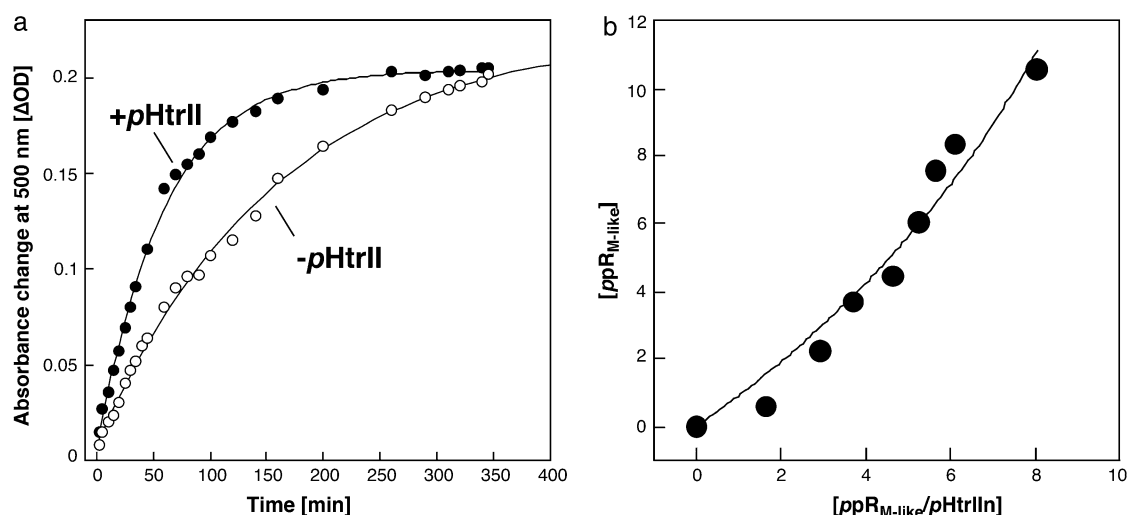 a
Absorbance change at 500 nm [ΔOD]
0.2
0.15
0.1
0.05
0
+pHtrII
-pHtrII
0 50 100 150 200 250 300 350 400
Time [min]
b
[ppRM-like]
12
10
8
6
4
2
0
0 2 4 6 8 10
[ppRM-like/pHtrIIn]